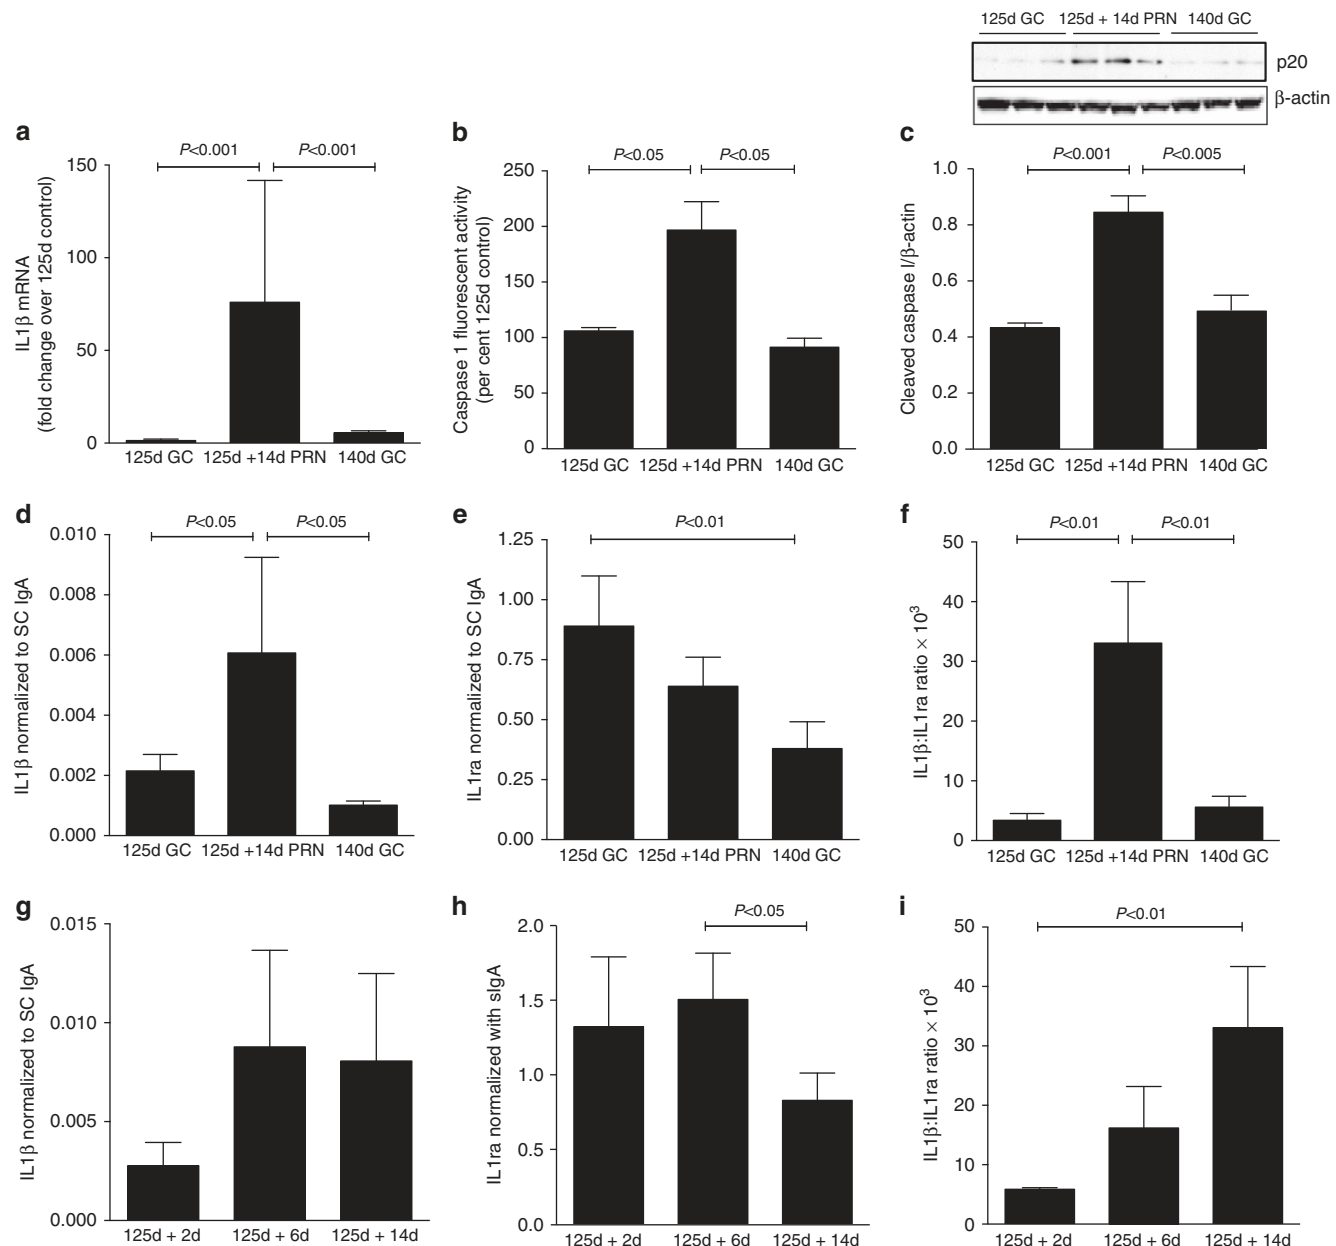 125d GC 125d + 14d PRN 140d GC
p20
β-actin
a
P<0.001 P<0.001
IL1β mRNA
(fold change over 125d control)
150
100
50
0
125d GC 125d +14d PRN 140d GC
b
P<0.05 P<0.05
Caspase 1 fluorescent activity
(per cent 125d control)
250
200
150
100
50
0
125d GC 125d +14d PRN 140d GC
c
P<0.001 P<0.005
Cleaved caspase I/β-actin
1.0
0.8
0.6
0.4
0.2
0.0
125d GC 125d +14d PRN 140d GC
d
P<0.05 P<0.05
IL1β normalized to SC IgA
0.010
0.008
0.006
0.004
0.002
0.000
125d GC 125d +14d PRN 140d GC
e
P<0.01
IL1ra normalized to SC IgA
1.25
1.00
0.75
0.50
0.25
0.00
125d GC 125d +14d PRN 140d GC
f
P<0.01 P<0.01
IL1β:IL1ra ratio × 10³
50
40
30
20
10
0
125d GC 125d +14d PRN 140d GC
g
IL1β normalized to SC IgA
0.015
0.010
0.005
0.000
125d + 2d 125d + 6d 125d + 14d
h
P<0.05
IL1ra normalized with sIgA
2.0
1.5
1.0
0.5
0.0
125d + 2d 125d + 6d 125d + 14d
i
P<0.01
IL1β:IL1ra ratio × 10³
50
40
30
20
10
0
125d + 2d 125d + 6d 125d + 14d